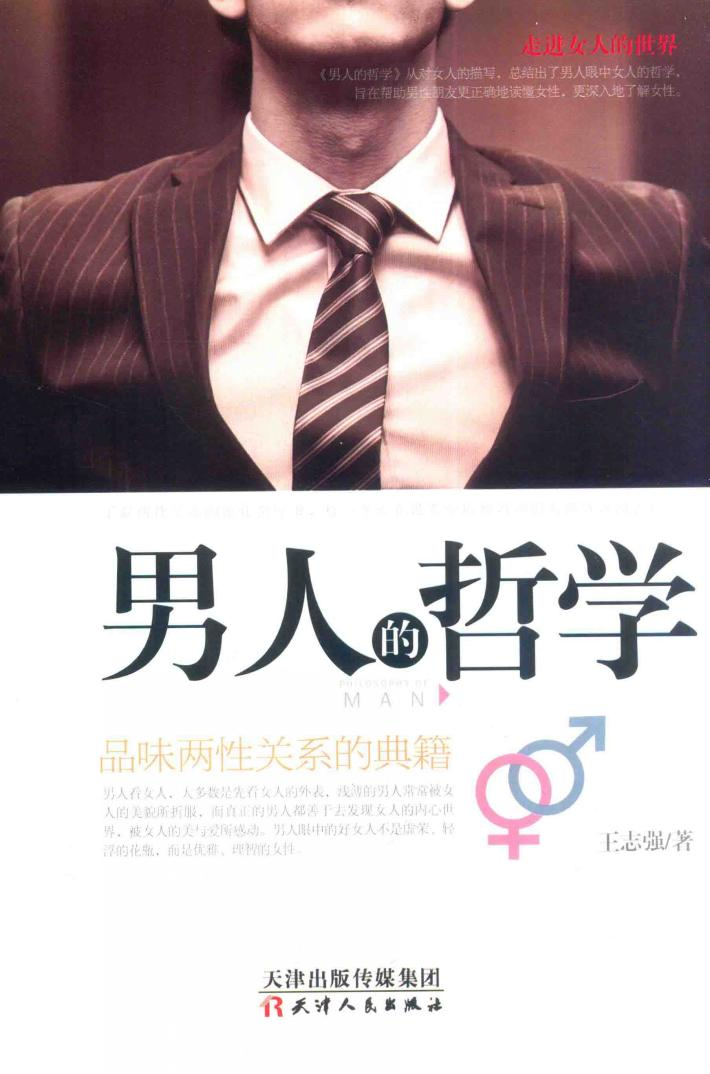 走进女人的世界
《男人的哲学》从对女人的描写，总结出了男人眼中女人的哲学，
旨在帮助男性朋友更正确地读懂女性，更深入地了解女性。
男人的哲学
PHILOSOPHY OF
MAN
品味两性关系的典籍
男人看女人，大多数是先看女人的外表，浅薄的男人常常被女
人的美貌所折服，而真正的男人都善于去发现女人的内心世
界，被女人的美与爱所感动。男人眼中的好女人不是虚荣、轻
浮的花瓶，而是优雅、理智的女性。
王志强/著
天津出版传媒集团
天津人民出版社